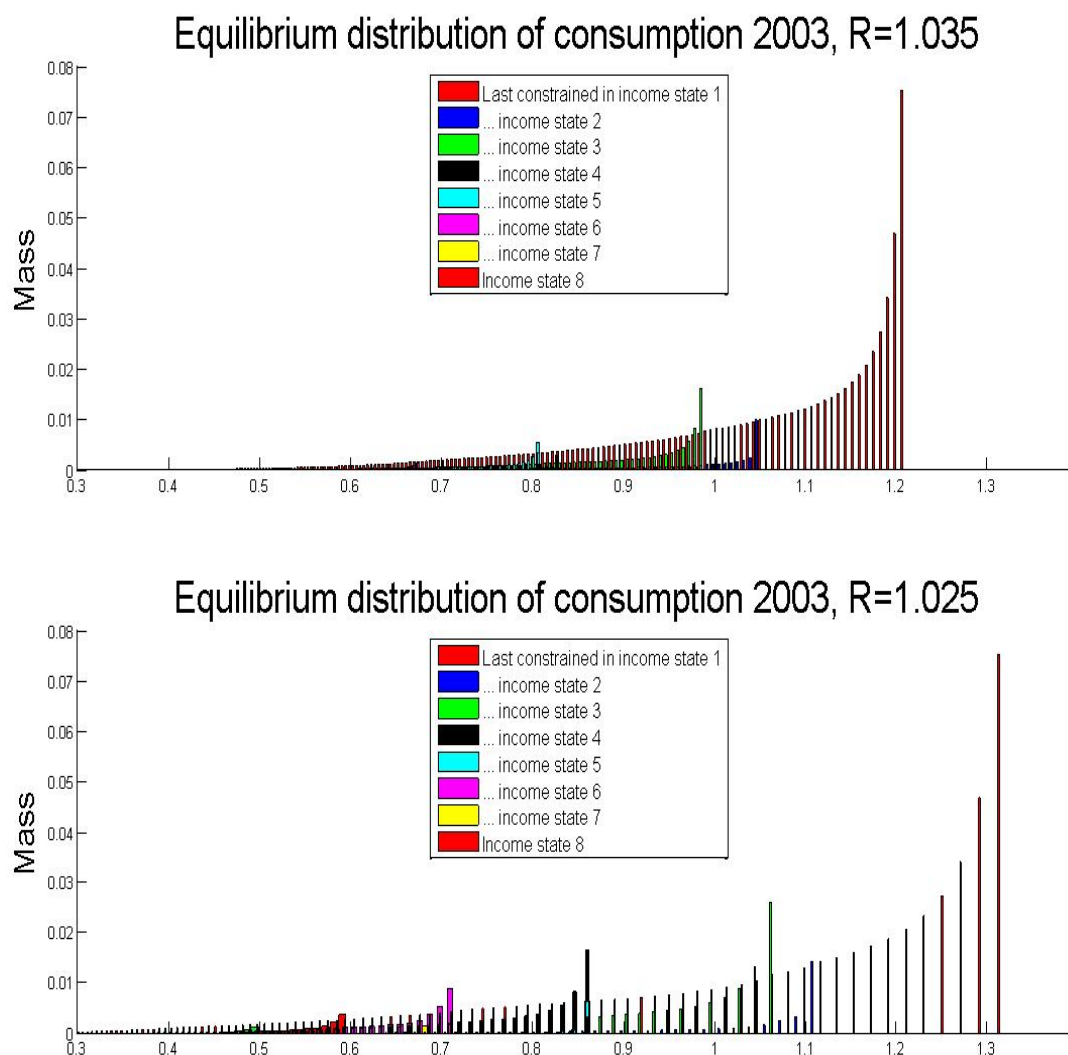 Equilibrium distribution of consumption 2003, R=1.035
0.08
0.07
0.06
0.05
0.04
0.03
0.02
0.01
0
Mass
Last constrained in income state 1
... income state 2
... income state 3
... income state 4
... income state 5
... income state 6
... income state 7
Income state 8
0.3 0.4 0.5 0.6 0.7 0.8 0.9 1 1.1 1.2 1.3
Equilibrium distribution of consumption 2003, R=1.025
0.08
0.07
0.06
0.05
0.04
0.03
0.02
0.01
0
Mass
Last constrained in income state 1
... income state 2
... income state 3
... income state 4
... income state 5
... income state 6
... income state 7
Income state 8
0.3 0.4 0.5 0.6 0.7 0.8 0.9 1 1.1 1.2 1.3